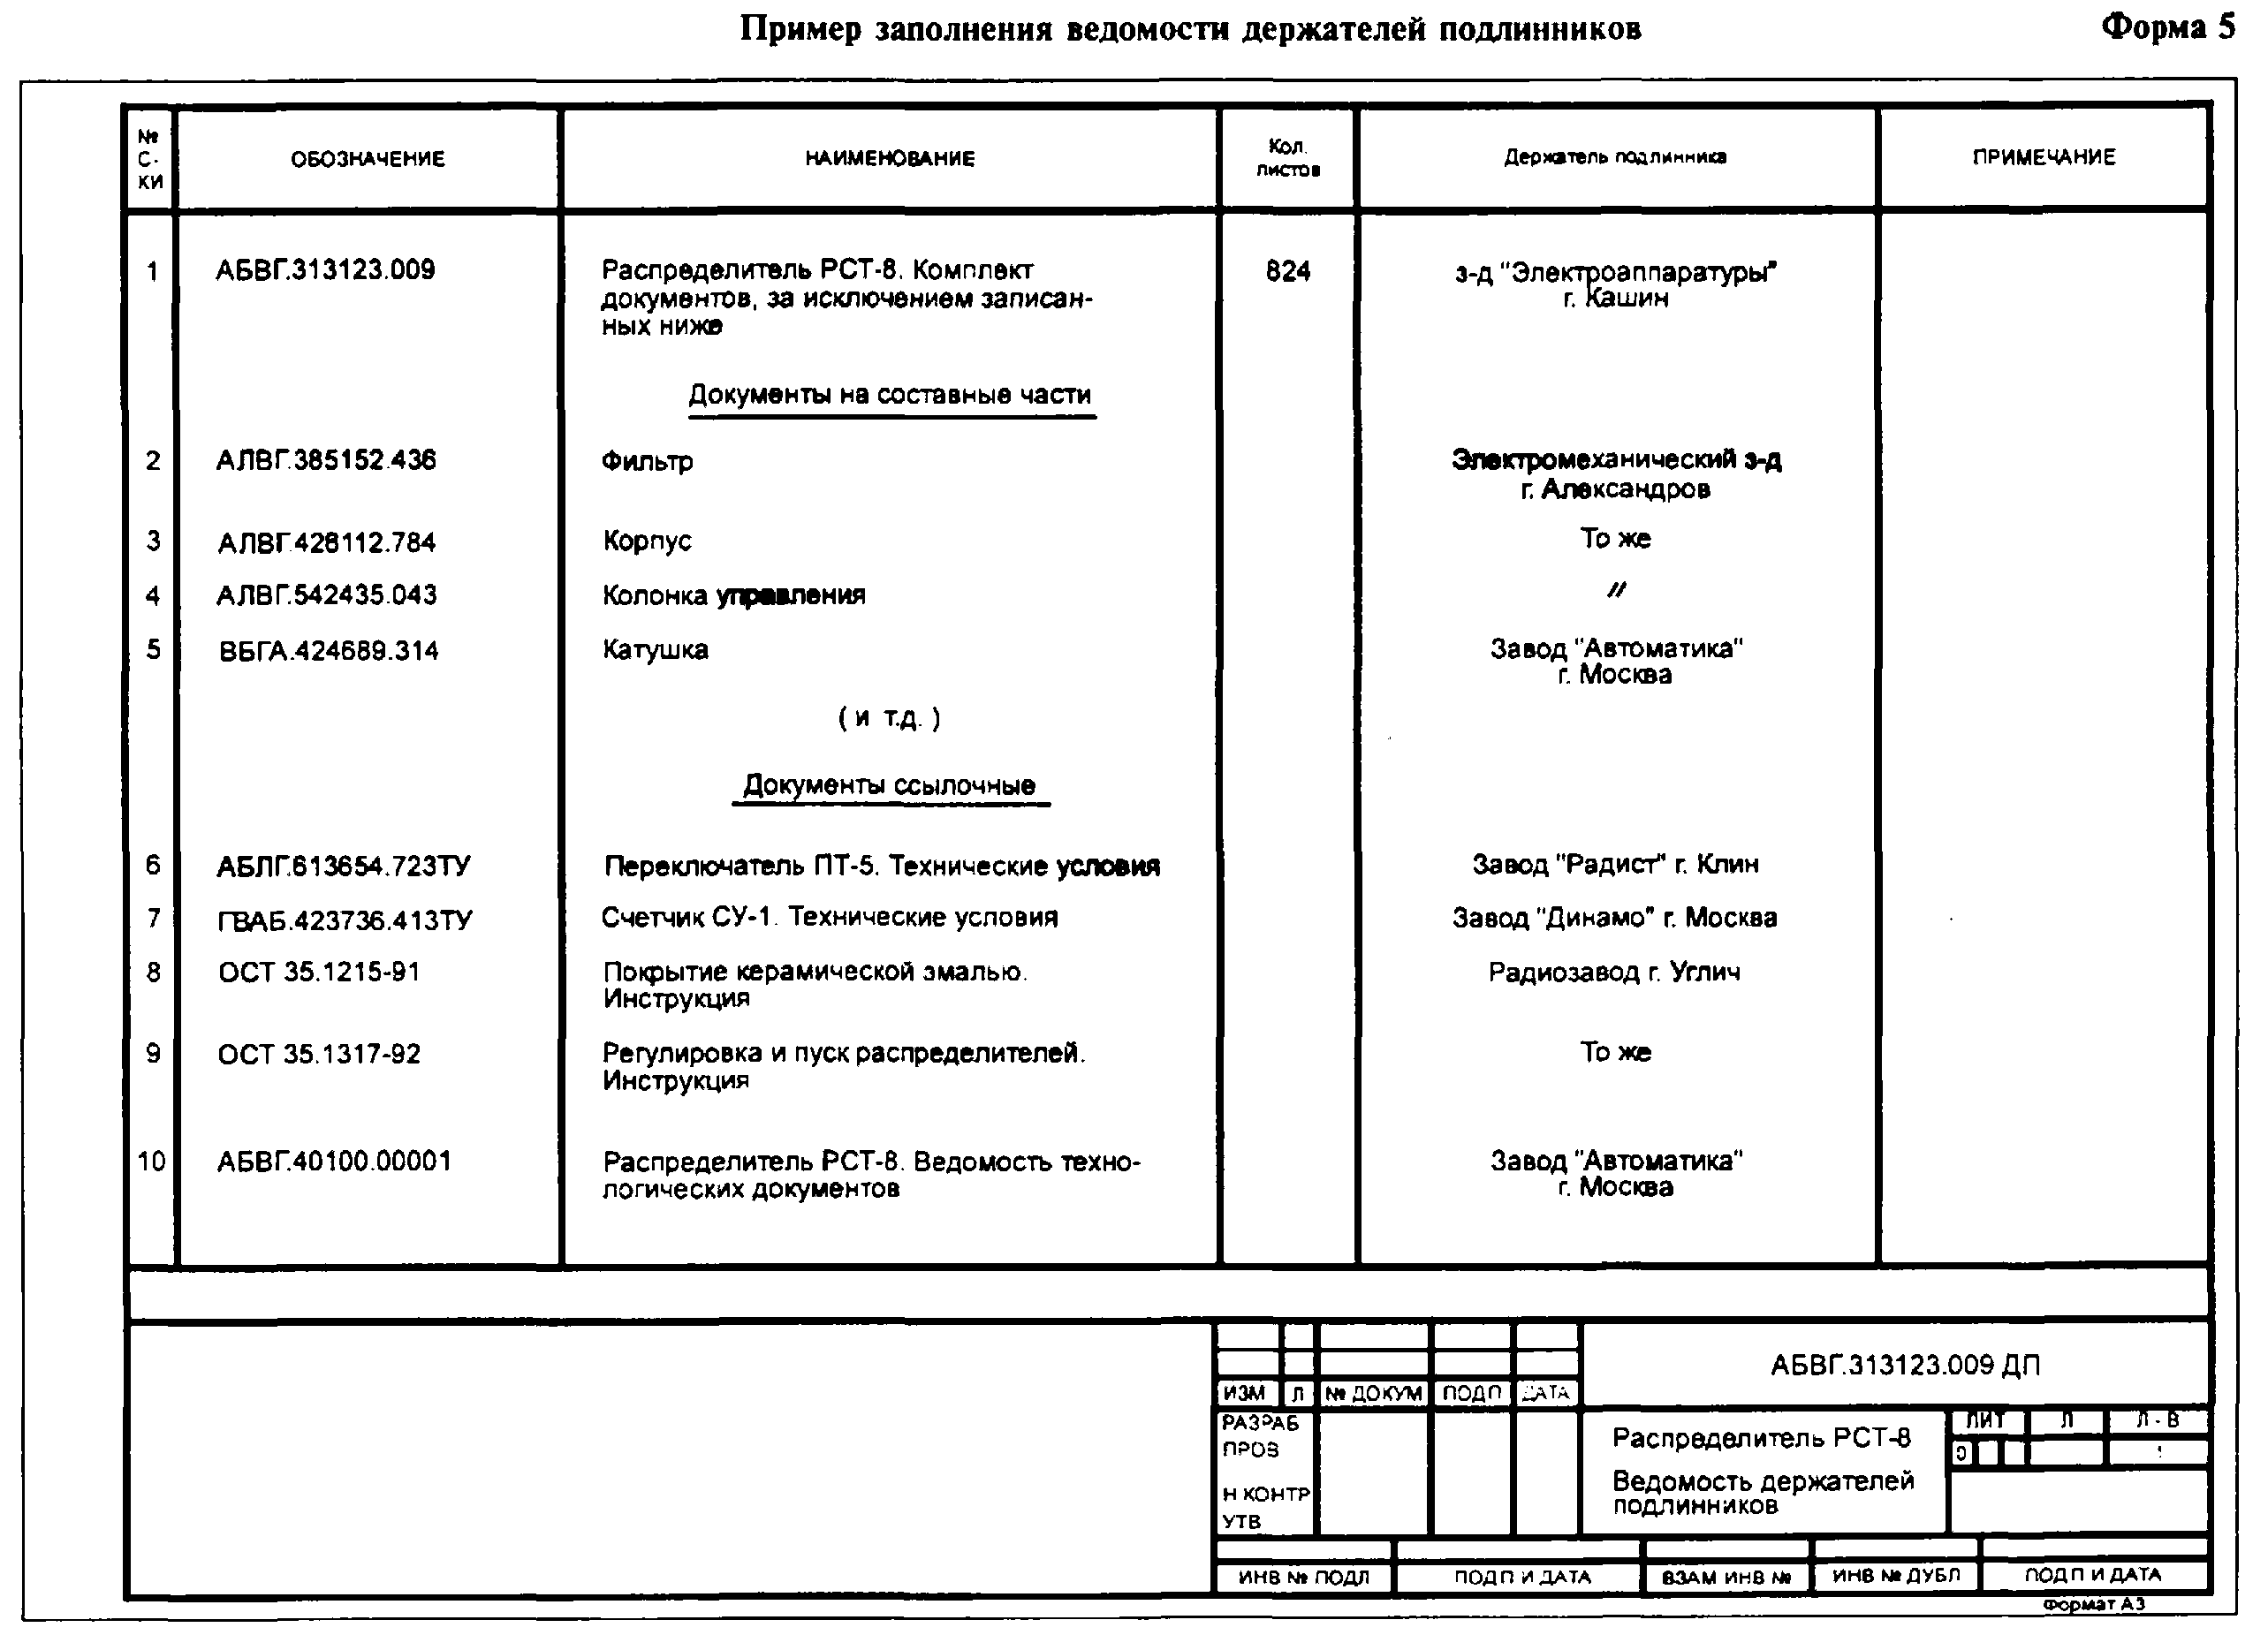 Пример заполнения ведомости держателей подлинников
Форма 5
№
С-
КИ
ОБОЗНАЧЕНИЕ
НАИМЕНОВАНИЕ
Кол.
листов
Держатель подлинника
ПРИМЕЧАНИЕ
1 АБВГ.313123.009 Распределитель РСТ-8. Комплект 824 з-д "Электроаппаратуры"
документов, за исключением записан- г. Кашин
ных ниже
Документы на составные части
2 АЛВГ.385152.436 Фильтр Электромеханический з-д
г. Александров
3 АЛВГ.428112.784 Корпус То же
4 АЛВГ.542435.043 Колонка управления "
5 ВБГА.424689.314 Катушка Завод "Автоматика"
г. Москва
( и т.д. )
Документы ссылочные
6 АБЛГ.613654.723ТУ Переключатель ПТ-5. Технические условия Завод "Радист" г. Клин
7 ГВАБ.423736.413ТУ Счетчик СУ-1. Технические условия Завод "Динамо" г. Москва
8 ОСТ 35.1215-91 Покрытие керамической эмалью. Радиозавод г. Углич
Инструкция
9 ОСТ 35.1317-92 Регулировка и пуск распределителей. То же
Инструкция
10 АБВГ.40100.00001 Распределитель РСТ-8. Ведомость техно- Завод "Автоматика"
логических документов г. Москва
АБВГ.313123.009 ДП
ИЗМ Л № ДОКУМ ПОДП ДАТА
РАЗРАБ
ПРОВ
Н КОНТР
УТВ
Распределитель РСТ-8
Ведомость держателей
подлинников
ЛИТ Л Л-В
ИНВ № ПОДЛ ПОДП И ДАТА ВЗАМ ИНВ № ИНВ № ДУБЛ ПОДП И ДАТА
Формат А3